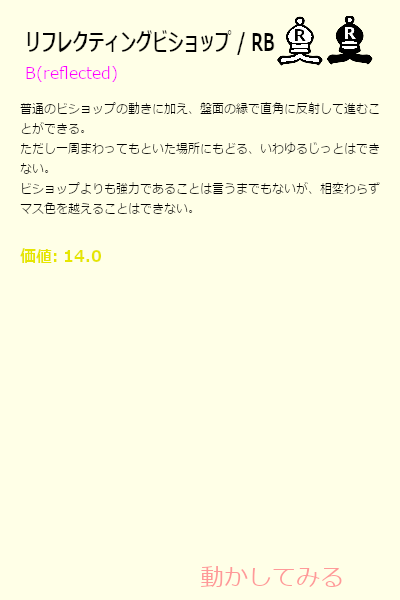 リフレクティングビショップ / RB
R
R
B(reflected)
普通のビショップの動きに加え、盤面の縁で直角に反射して進むこ
とができる。
ただし一周まわってもといた場所にもどる、いわゆるじっとはでき
ない。
ビショップよりも強力であることは言うまでもないが、相変わらず
マス色を越えることはできない。
価値: 14.0
動かしてみる